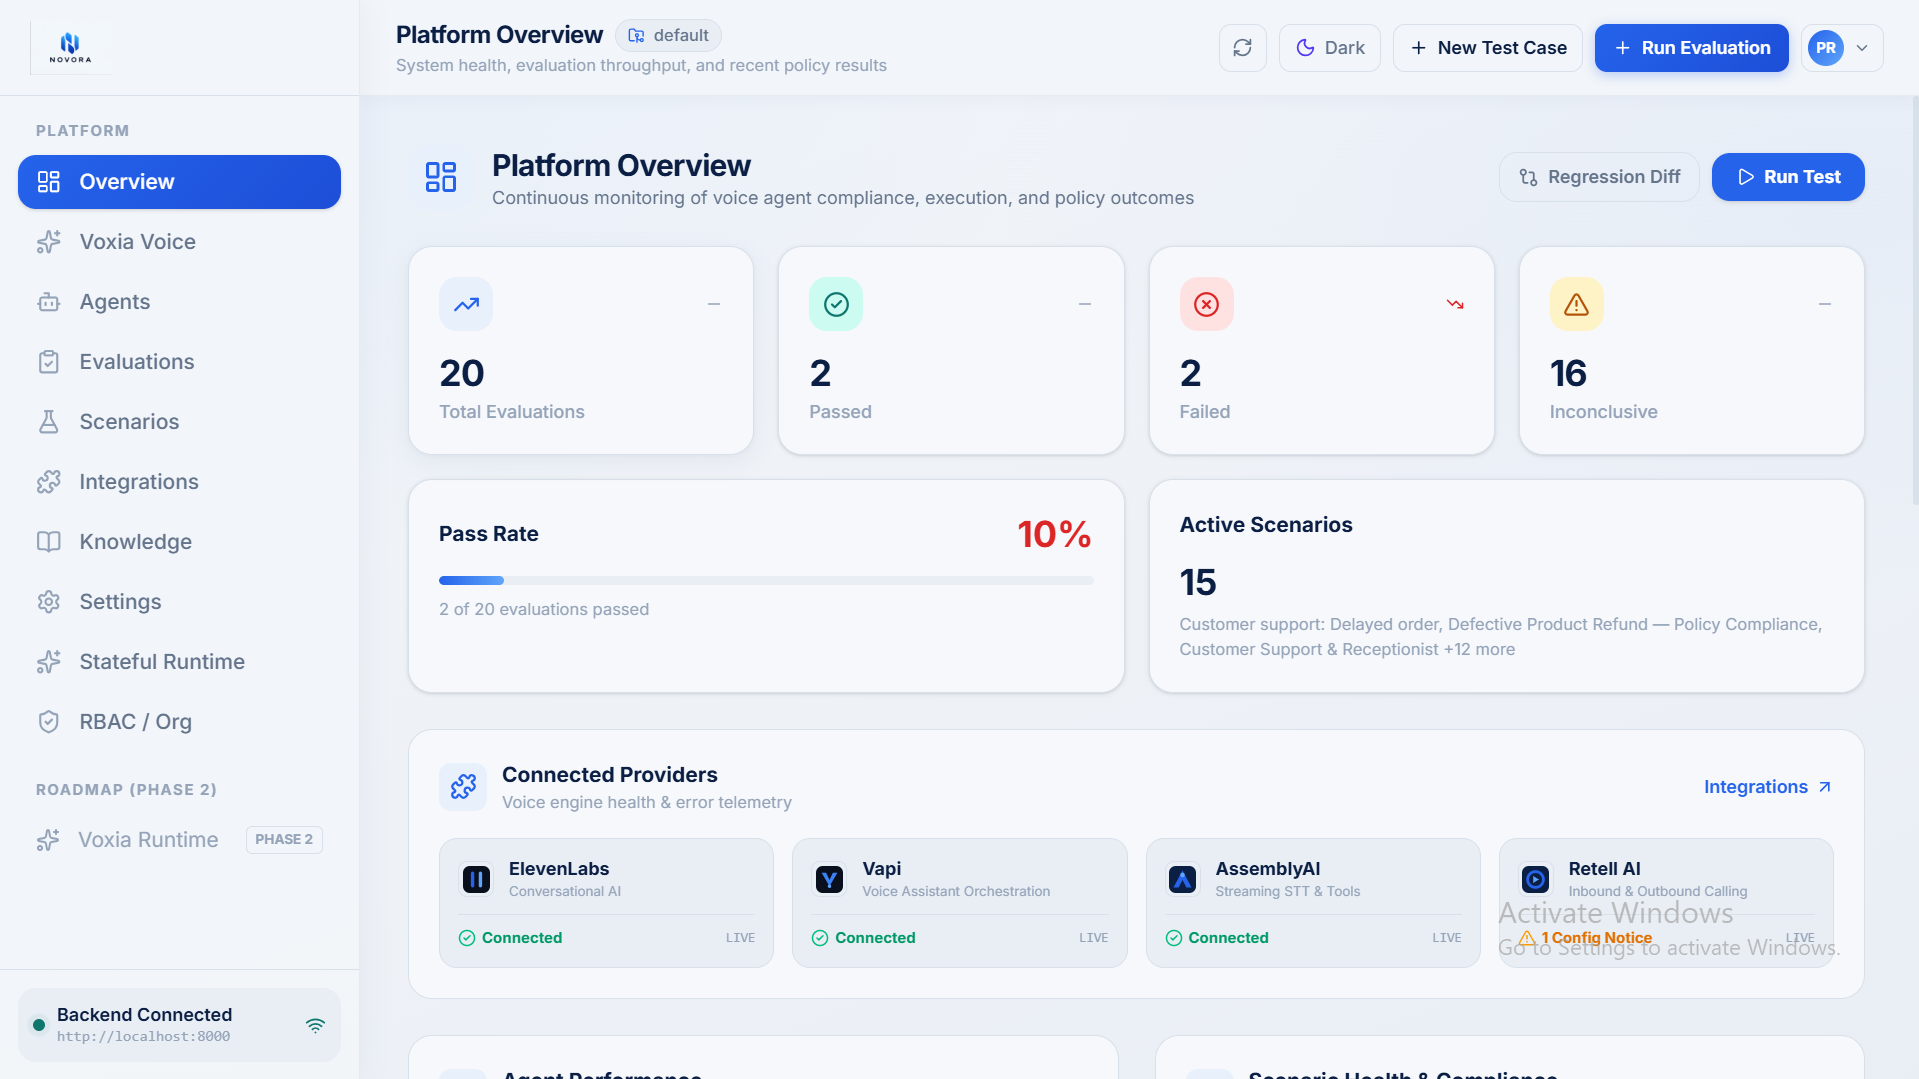 NOVORA
PLATFORM
Overview
Voxia Voice
Agents
Evaluations
Scenarios
Integrations
Knowledge
Settings
Stateful Runtime
RBAC / Org
ROADMAP (PHASE 2)
Voxia Runtime PHASE 2
Backend Connected
http://localhost:8000
Platform Overview default
System health, evaluation throughput, and recent policy results
Dark
New Test Case
Run Evaluation
PR
Platform Overview
Continuous monitoring of voice agent compliance, execution, and policy outcomes
Regression Diff
Run Test
20
Total Evaluations
2
Passed
2
Failed
16
Inconclusive
Pass Rate 10%
2 of 20 evaluations passed
Active Scenarios
15
Customer support: Delayed order, Defective Product Refund — Policy Compliance,
Customer Support & Receptionist +12 more
Connected Providers
Voice engine health & error telemetry
Integrations
ElevenLabs
Conversational AI
Connected LIVE
Vapi
Voice Assistant Orchestration
Connected LIVE
AssemblyAI
Streaming STT & Tools
Connected LIVE
Retell AI
Inbound & Outbound Calling
1 Config Notice LIVE
Activate Windows
Go to Settings to activate Windows.
Agent Performance
Scenario Health & Compliance